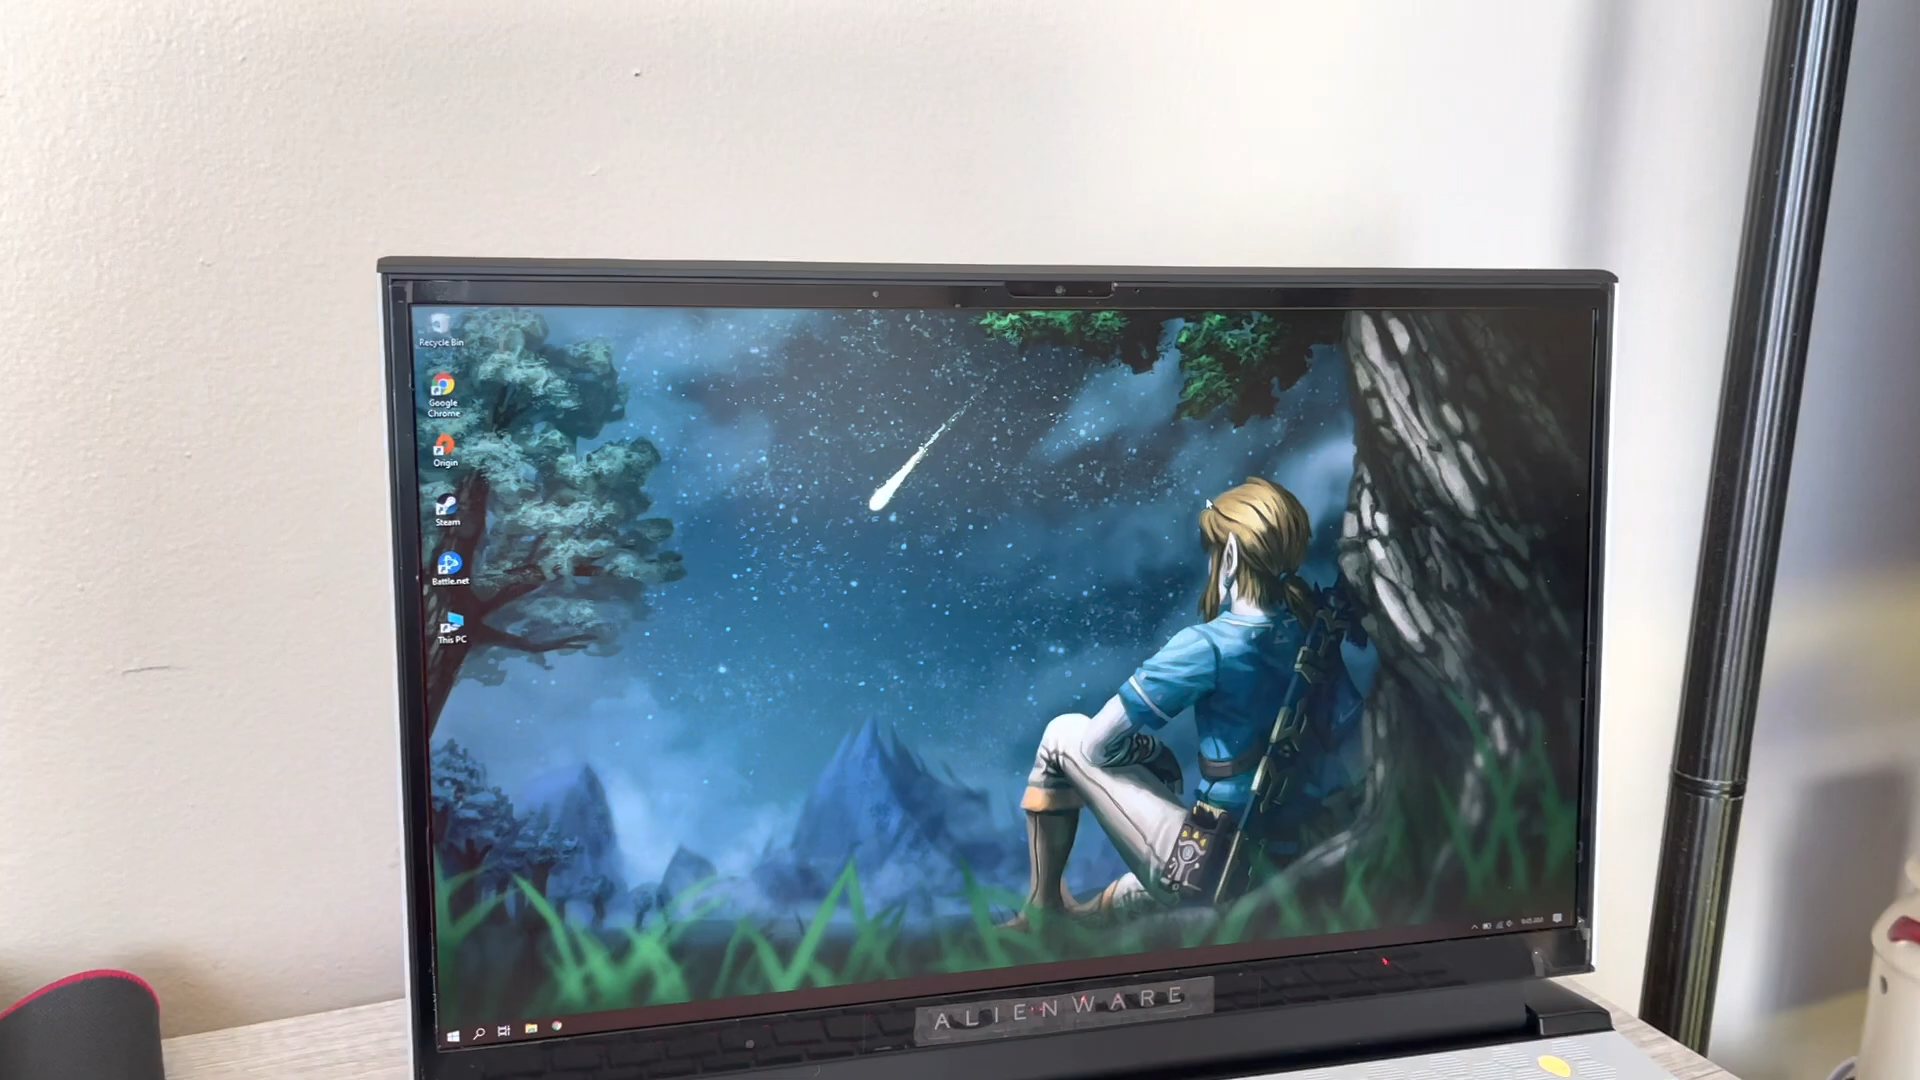 Recycle Bin
Google
Chrome
Origin
Steam
Battle.net
This PC
ALIENWARE